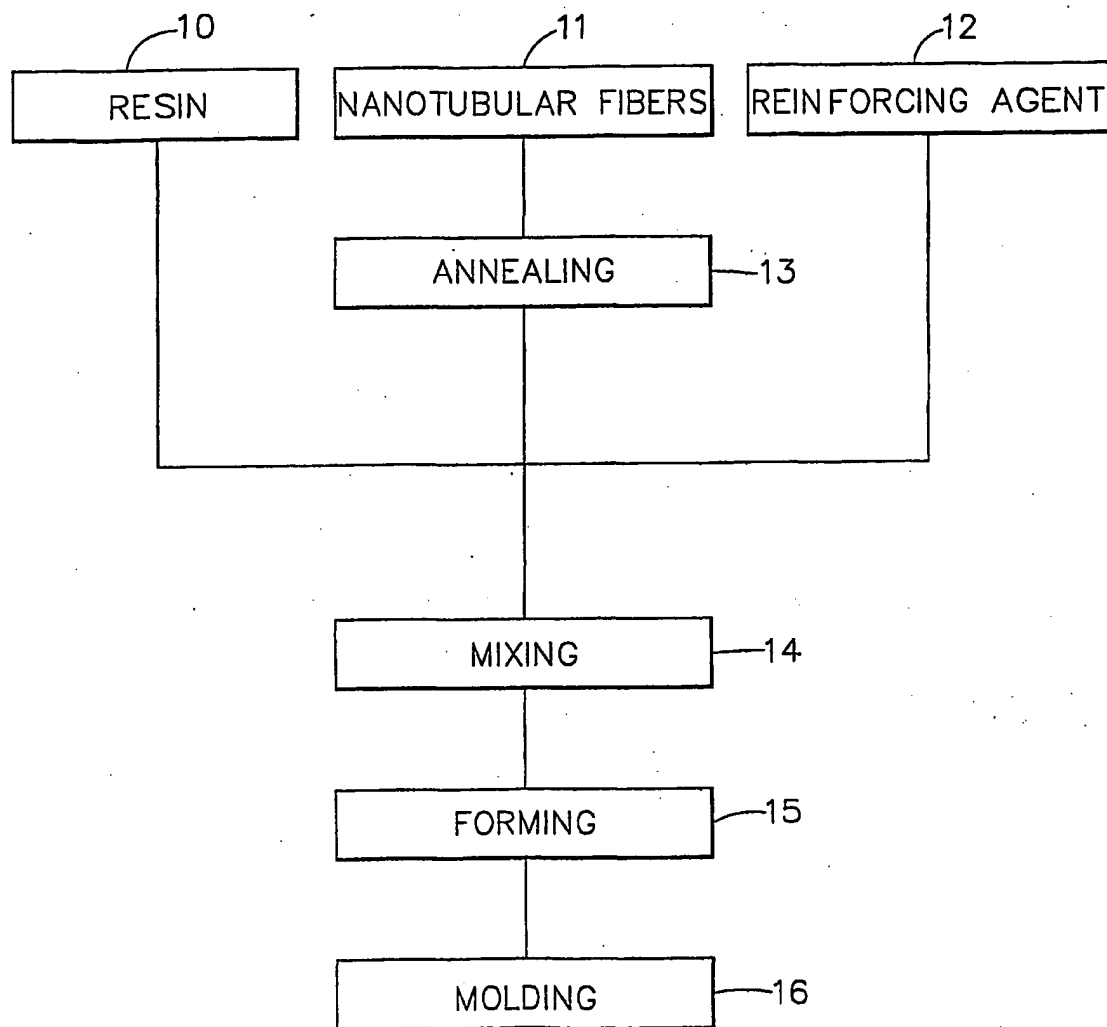 10
11
12
RESIN
NANOTUBULAR FIBERS
REINFORCING AGENT
ANNEALING
13
MIXING
14
FORMING
15
MOLDING
16